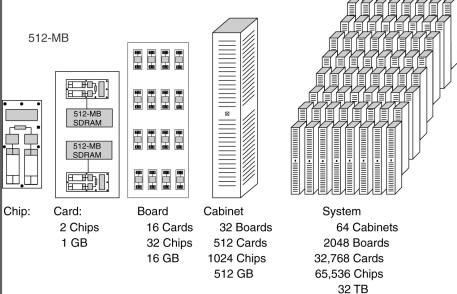 512-MB
512-MB
SDRAM
512-MB
SDRAM
Chip: Card: Board Cabinet System
2 Chips 16 Cards 32 Boards 64 Cabinets
1 GB 32 Chips 512 Cards 2048 Boards
16 GB 1024 Chips 32,768 Cards
512 GB 65,536 Chips
32 TB